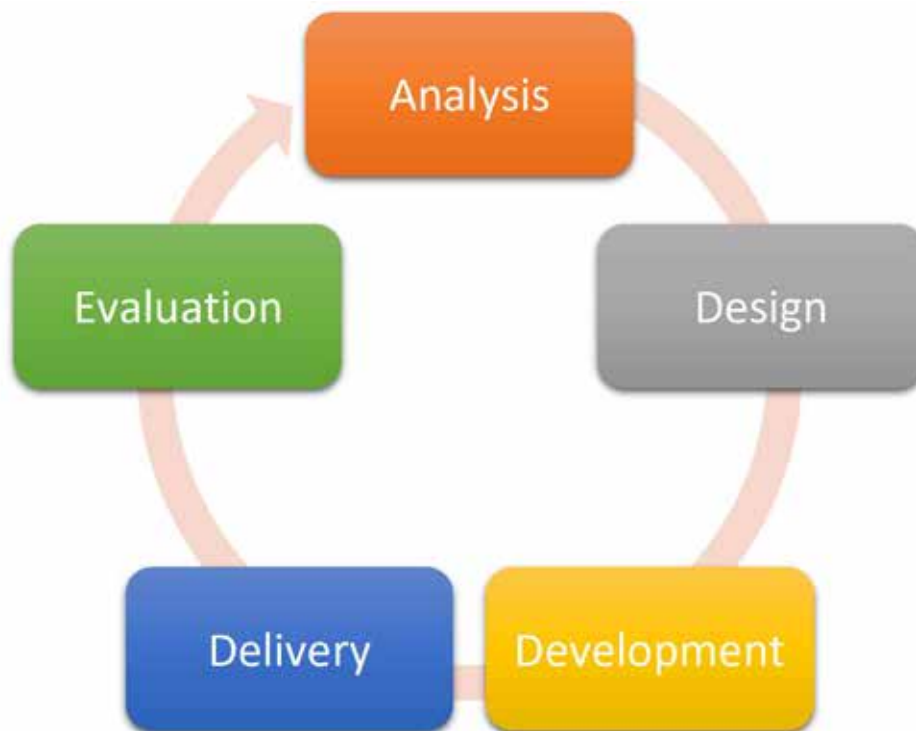 Analysis
Design
Development
Delivery
Evaluation